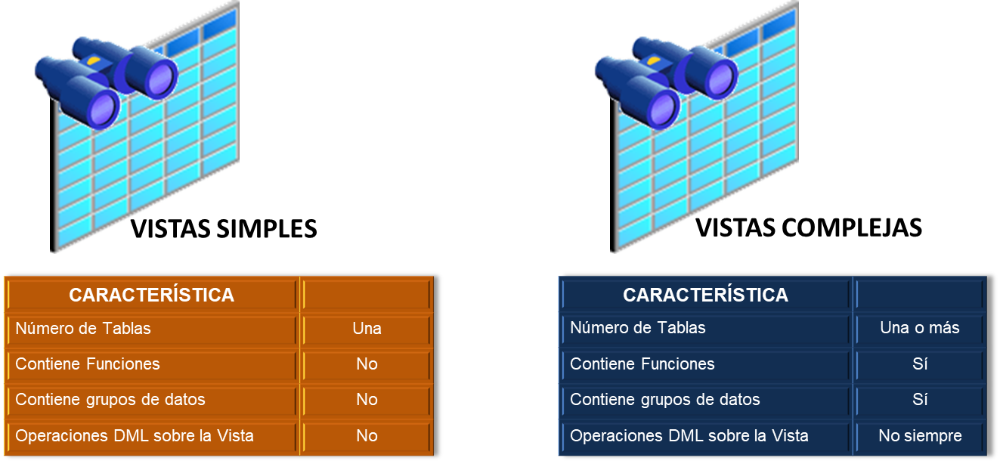 VISTAS SIMPLES
CARACTERÍSTICA
Número de Tablas Una
Contiene Funciones No
Contiene grupos de datos No
Operaciones DML sobre la Vista No
VISTAS COMPLEJAS
CARACTERÍSTICA
Número de Tablas Una o más
Contiene Funciones Sí
Contiene grupos de datos Sí
Operaciones DML sobre la Vista No siempre